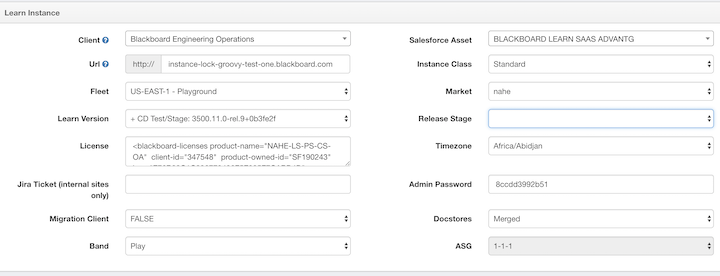 Learn Instance
Client Blackboard Engineering Operations Salesforce Asset BLACKBOARD LEARN SAAS ADVANTG
Url http:// instance-lock-groovy-test-one.blackboard.com Instance Class Standard
Fleet US-EAST-1 - Playground Market nahe
Learn Version + CD Test/Stage: 3500.11.0-rel.9+0b3fe2f Release Stage
License <blackboard-licenses product-name="NAHE-LS-PS-CS- Timezone Africa/Abidjan
OA" client-id="347548" product-owned-id="SF190243"
Jira Ticket (internal sites Admin Password 8ccdd3992b51
only)
Migration Client FALSE Docstores Merged
Band Play ASG 1-1-1